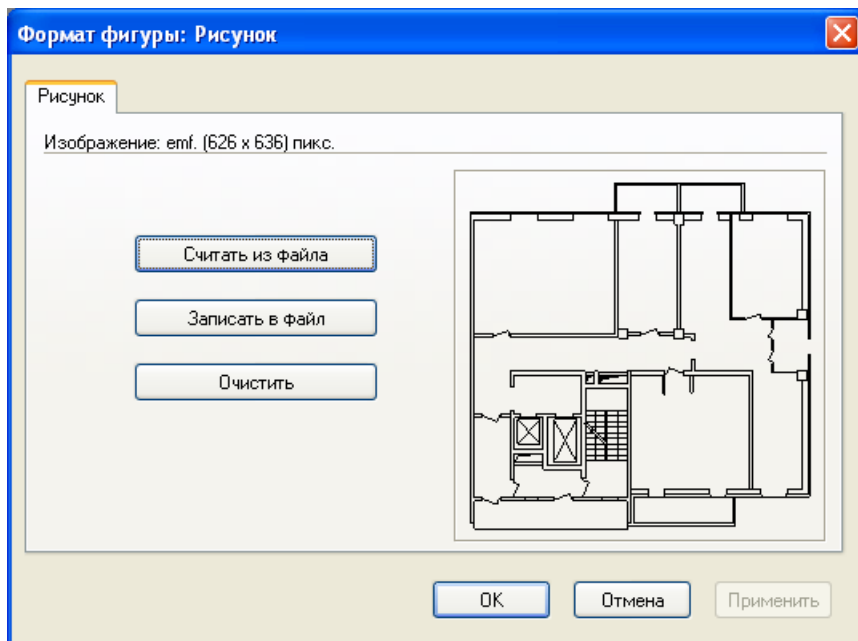 Формат фигуры: Рисунок
Рисунок
Изображение: emf. (626 x 636) пикс.
Считать из файла
Записать в файл
Очистить
OK
Отмена
Применить